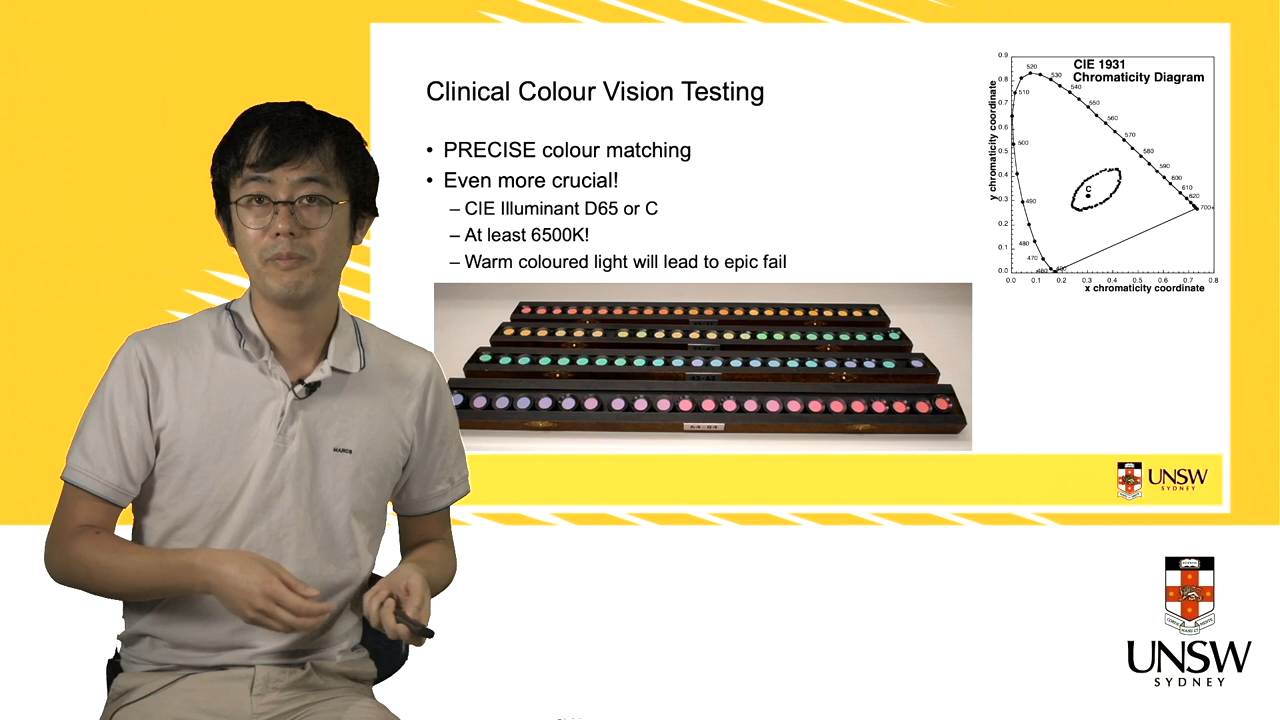 Clinical Colour Vision Testing
• PRECISE colour matching
• Even more crucial!
– CIE Illuminant D65 or C
– At least 6500K!
– Warm coloured light will lead to epic fail
CIE 1931
Chromaticity Diagram
y chromaticity coordinate
0.9
0.8
0.7
0.6
0.5
0.4
0.3
0.2
0.1
0.0
520
530
540
510
550
560
570
500
580
590
600
610
620
700
490
480
470
C
0.0 0.1 0.2 0.3 0.4 0.5 0.6 0.7 0.8
x chromaticity coordinate
64-84
HARCB
UNSW
SYDNEY
UNSW
SYDNEY